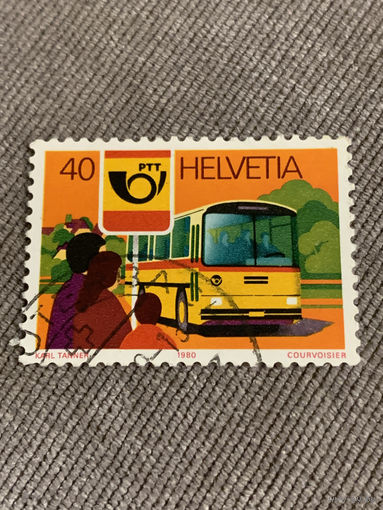 40 HELVETIA
PTT
KARL TANNER 1980 COURVOISIER